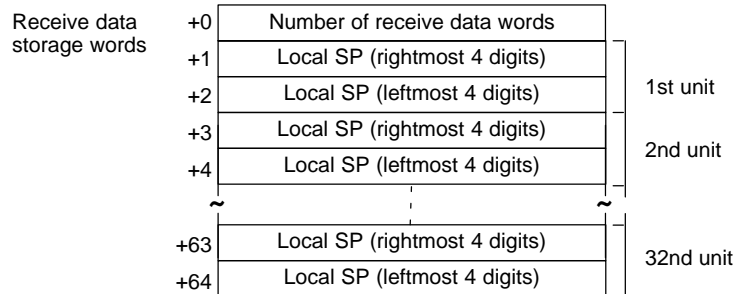 Receive data
storage words
+0 Number of receive data words
+1 Local SP (rightmost 4 digits)
+2 Local SP (leftmost 4 digits)
1st unit
+3 Local SP (rightmost 4 digits)
+4 Local SP (leftmost 4 digits)
2nd unit
~ ~
+63 Local SP (rightmost 4 digits)
+64 Local SP (leftmost 4 digits)
32nd unit